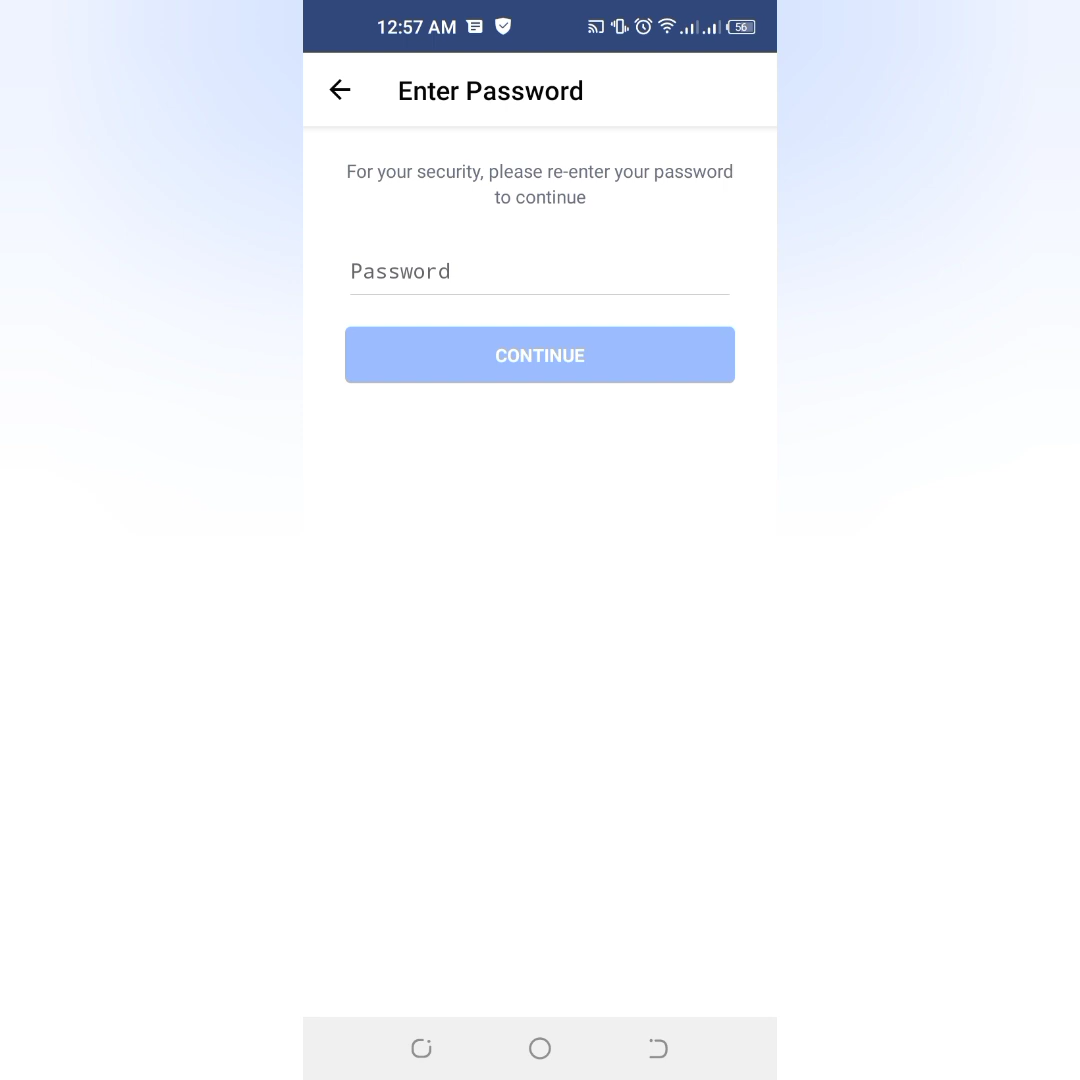 12:57 AM
56
Enter Password
For your security, please re-enter your password
to continue
Password
CONTINUE